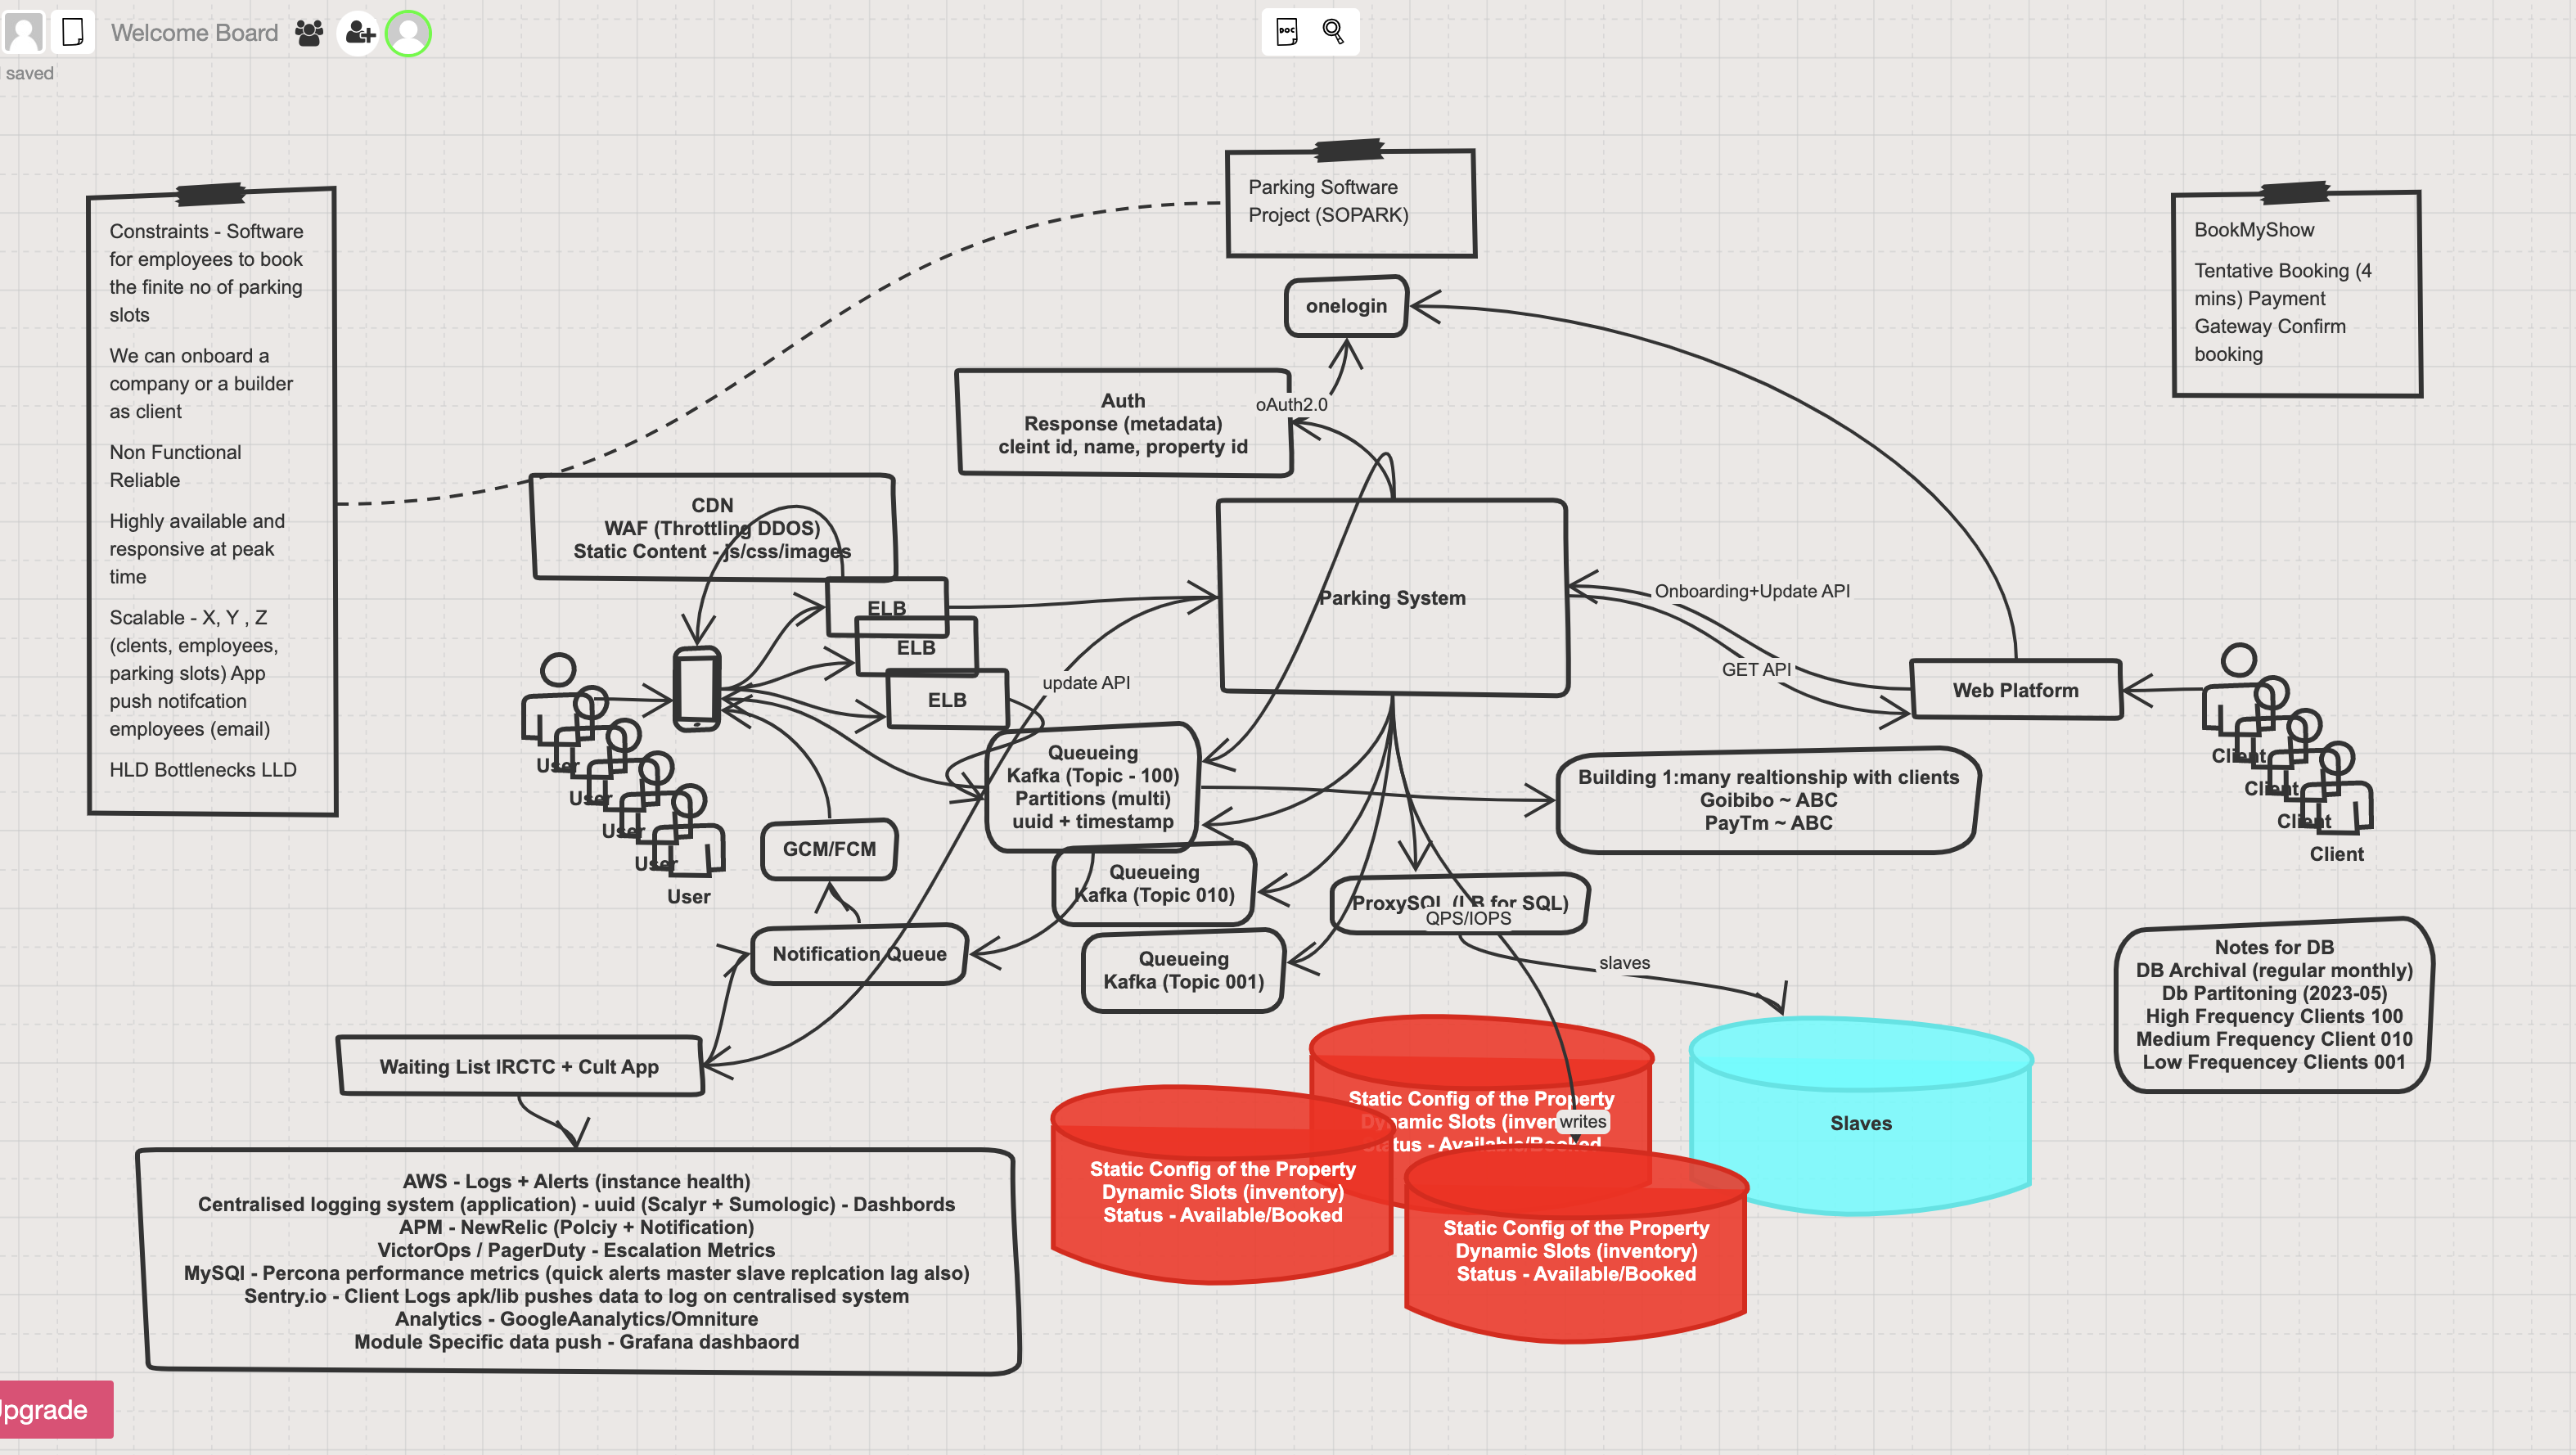 Welcome Board
saved
DOC
Parking Software
Project (SOPARK)
Constraints - Software
for employees to book
the finite no of parking
slots
We can onboard a
company or a builder
as client
Non Functional
Reliable
Highly available and
responsive at peak
time
Scalable - X, Y , Z
(clents, employees,
parking slots) App
push notifcation
employees (email)
HLD Bottlenecks LLD
BookMyShow
Tentative Booking (4
mins) Payment
Gateway Confirm
booking
onelogin
Auth
Response (metadata)
cleint id, name, property id
oAuth2.0
CDN
WAF (Throttling DDOS)
Static Content - js/css/images
ELB
ELB
ELB
Parking System
Onboarding+Update API
GET API
update API
Web Platform
User
User
User
User
User
Client
Client
Client
Client
Queueing
Kafka (Topic - 100)
Partitions (multi)
uuid + timestamp
Building 1:many realtionship with clients
Goibibo ~ ABC
PayTm ~ ABC
GCM/FCM
Queueing
Kafka (Topic 010)
ProxySQL (LB for SQL)
QPS/IOPS
Notification Queue
Queueing
Kafka (Topic 001)
slaves
Notes for DB
DB Archival (regular monthly)
Db Partitoning (2023-05)
High Frequency Clients 100
Medium Frequency Client 010
Low Frequencey Clients 001
Waiting List IRCTC + Cult App
Static Config of the Property
Dynamic Slots (inven
writes
Status - Available/Booked
Slaves
Static Config of the Property
Dynamic Slots (inventory)
Status - Available/Booked
Static Config of the Property
Dynamic Slots (inventory)
Status - Available/Booked
AWS - Logs + Alerts (instance health)
Centralised logging system (application) - uuid (Scalyr + Sumologic) - Dashbords
APM - NewRelic (Polciy + Notification)
VictorOps / PagerDuty - Escalation Metrics
MySQl - Percona performance metrics (quick alerts master slave replcation lag also)
Sentry.io - Client Logs apk/lib pushes data to log on centralised system
Analytics - GoogleAanalytics/Omniture
Module Specific data push - Grafana dashbaord
Upgrade